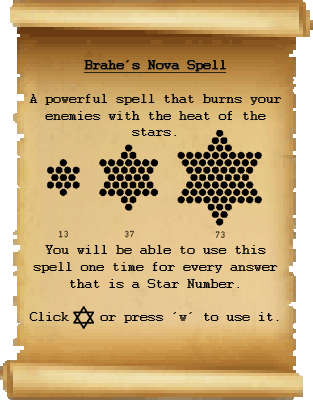 Brahe´s Nova Spell
A powerful spell that burns your
enemies with the heat of the
stars.
13 37 73
You will be able to use this
spell one time for every answer
that is a Star Number.
Click or press ´w´ to use it.